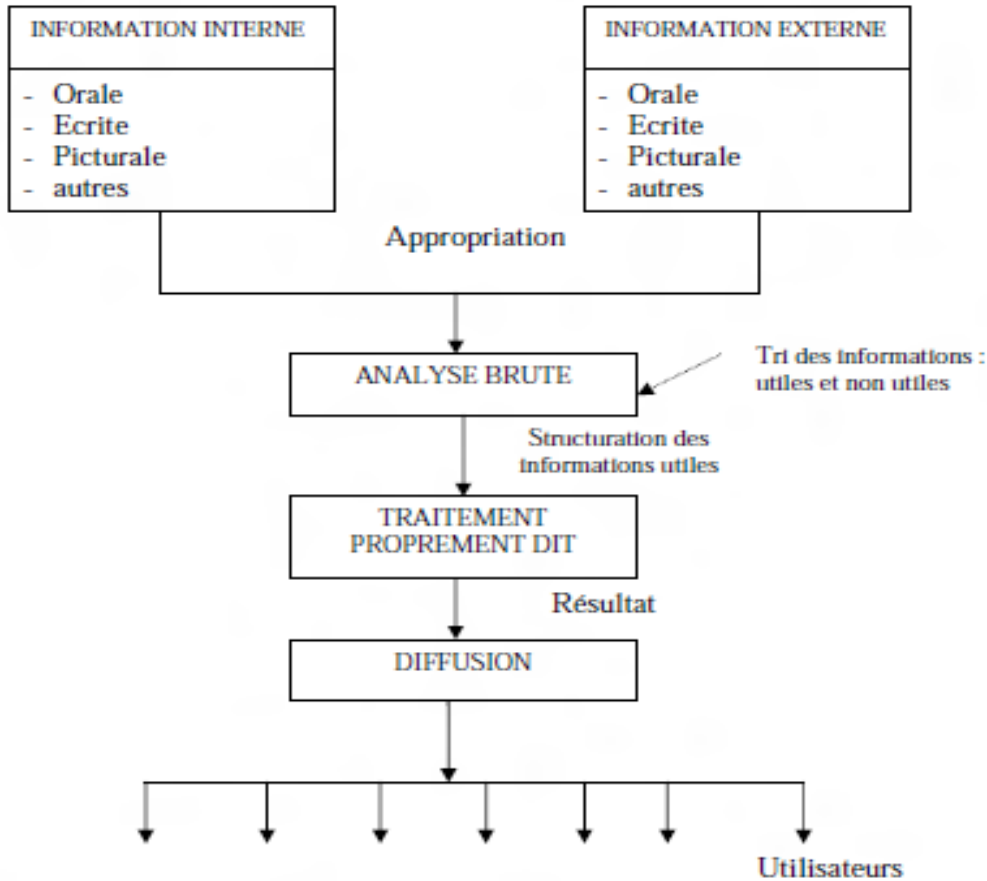 INFORMATION INTERNE
- Orale
- Ecrite
- Picturale
- autres
INFORMATION EXTERNE
- Orale
- Ecrite
- Picturale
- autres
Appropriation
ANALYSE BRUTE
Tri des informations :
utiles et non utiles
Structuration des
informations utiles
TRAITEMENT
PROPREMENT DIT
Résultat
DIFFUSION
Utilisateurs